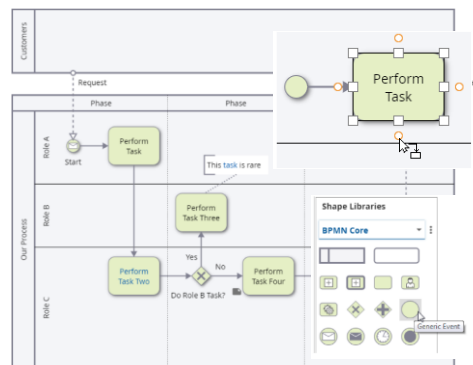 Customers
Request
Phase
Phase
Our Process
Role A
Start
Perform
Task
Perform
Task
This task is rare
Role B
Perform
Task Three
Yes
No
Role C
Perform
Task Two
Do Role B Task?
Perform
Task Four
Shape Libraries
BPMN Core
Generic Event